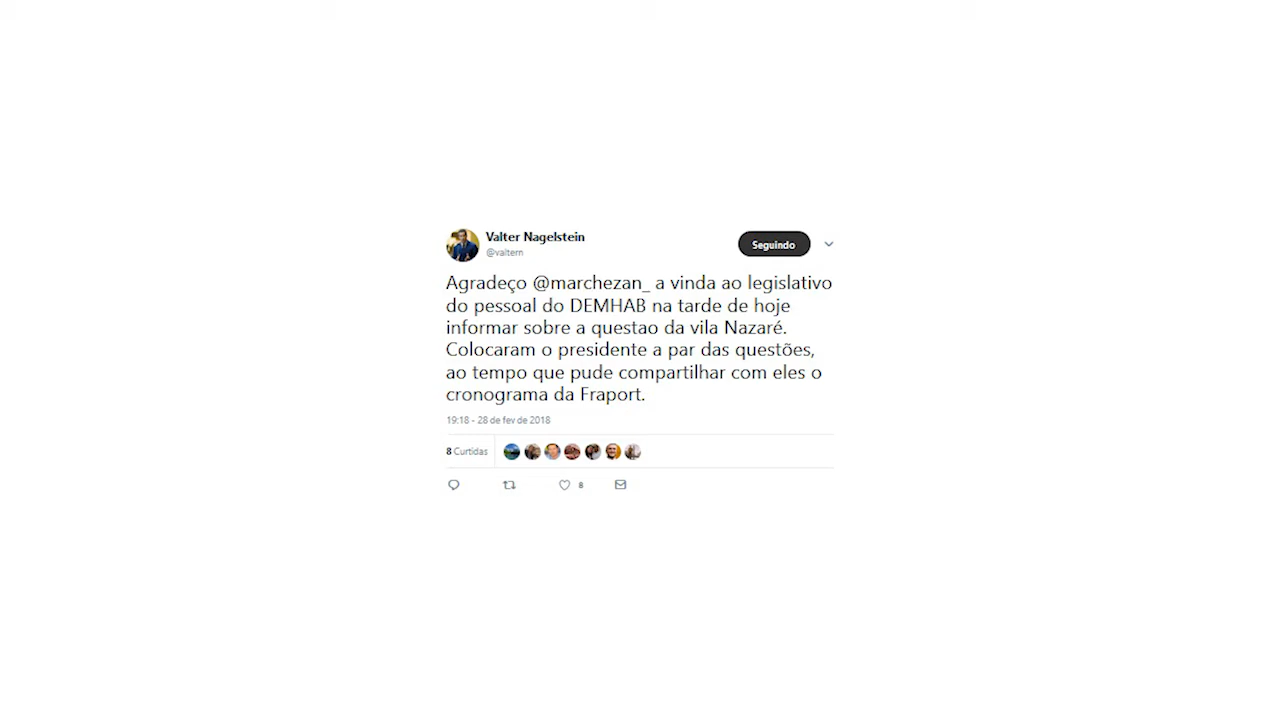 Valter Nagelstein
@valtern
Seguindo
Agradeço @marchezan_ a vinda ao legislativo
do pessoal do DEMHAB na tarde de hoje
informar sobre a questao da vila Nazaré.
Colocaram o presidente a par das questões,
ao tempo que pude compartilhar com eles o
cronograma da Fraport.
19:18 - 28 de fev de 2018
8 Curtidas
8